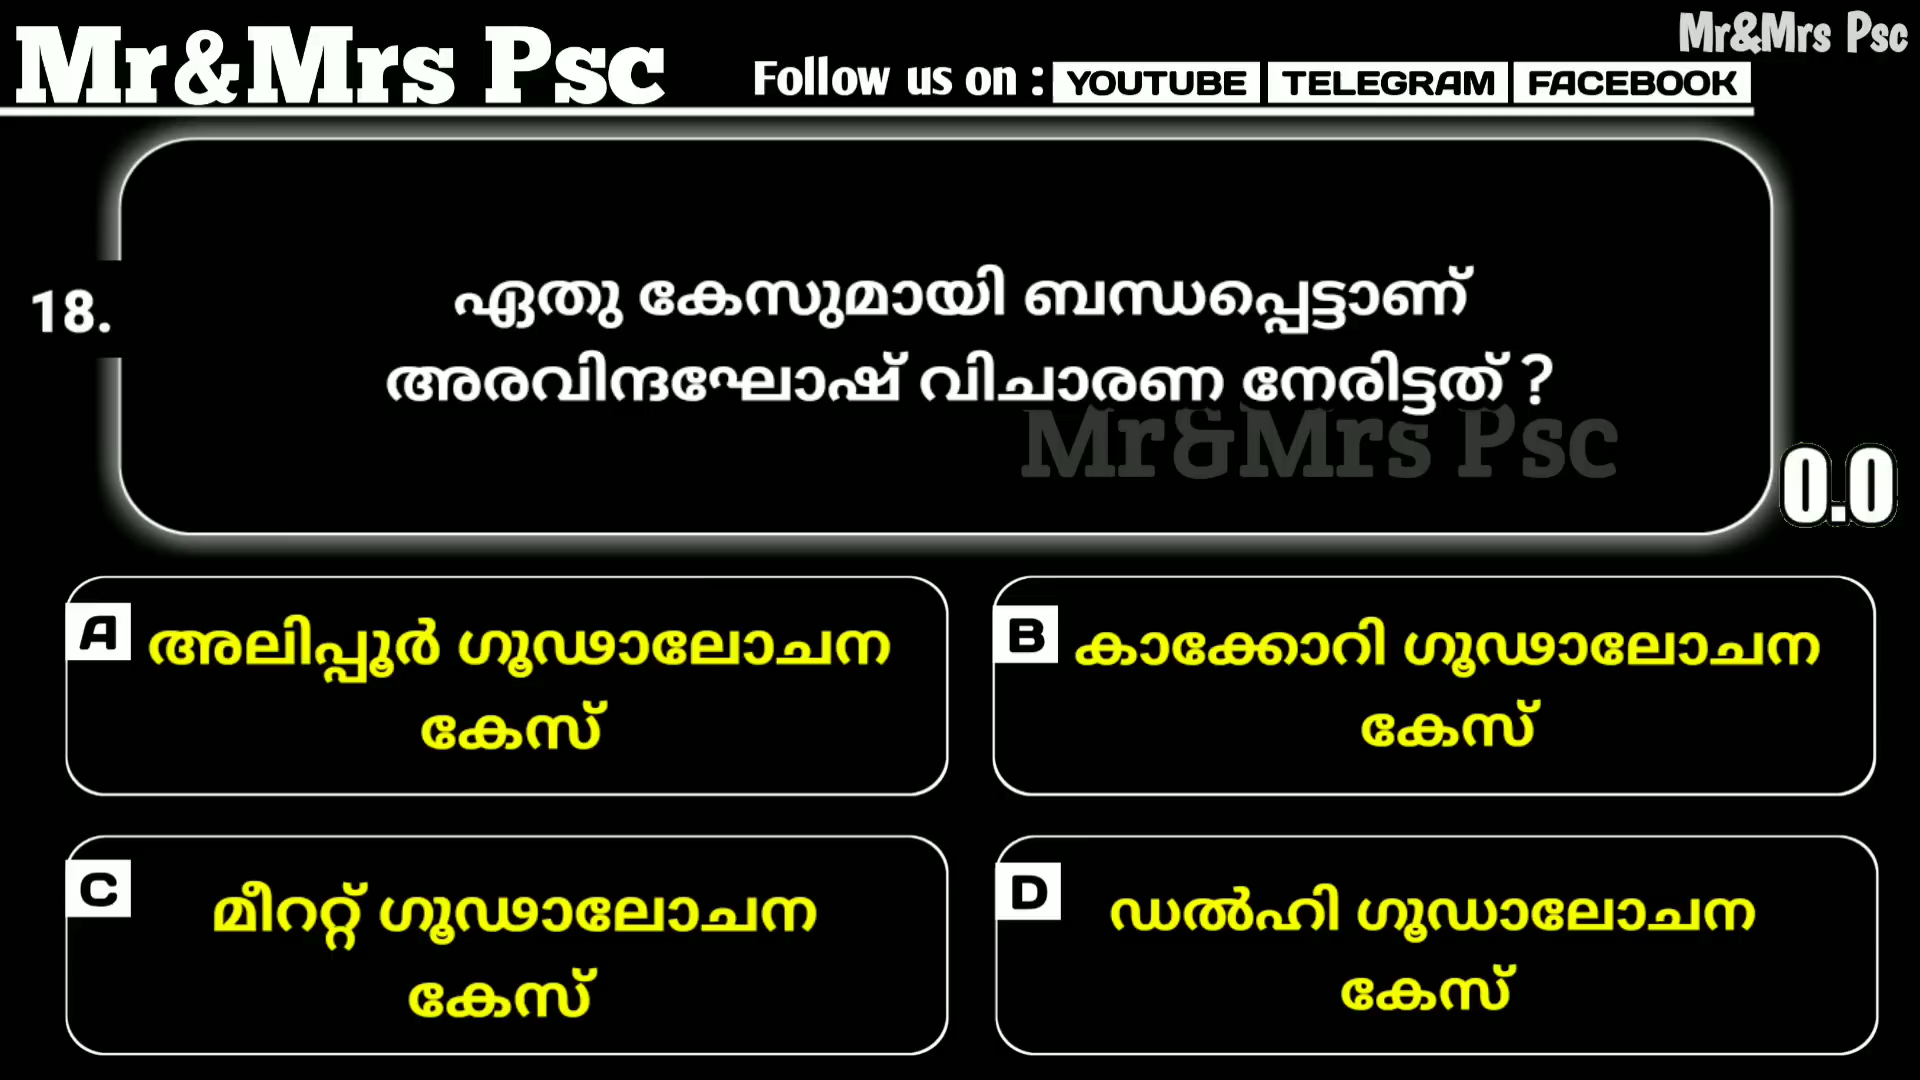 Mr&Mrs Psc
Mr&Mrs Psc
Follow us on : YOUTUBE TELEGRAM FACEBOOK
18.
ഏതു കേസുമായി ബന്ധപ്പെട്ടാണ്
അരവിന്ദഘോഷ് വിചാരണ നേരിട്ടത് ?
Mr&Mrs Psc
0.0
A അലിപ്പൂർ ഗൂഢാലോചന
കേസ്
B കാക്കോറി ഗൂഢാലോചന
കേസ്
C മീററ്റ് ഗൂഢാലോചന
കേസ്
D ഡൽഹി ഗൂഡാലോചന
കേസ്